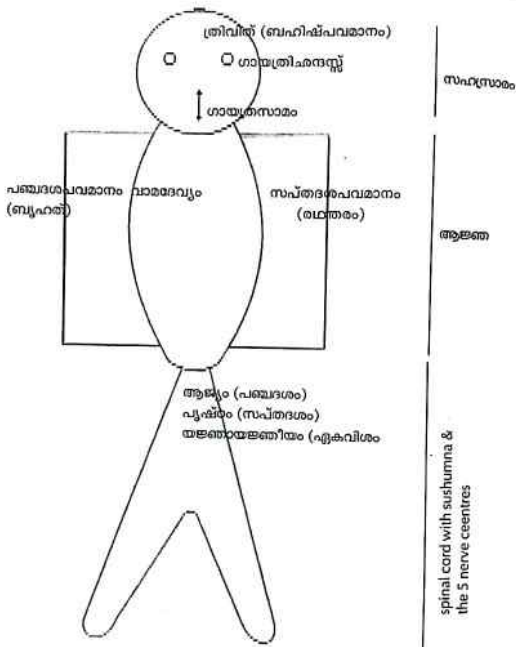 ത്രിവിത് (ബഹിഷ്പവമാനം)
ഗായത്രിഛന്ദസ്സ്
ഗായത്രസാമം
സഹസ്രാരം
പഞ്ചദശപവമാനം വാമദേവ്യം
(ബൃഹത്)
സപ്തദശപവമാനം
(രഥന്തരം)
ആജ്ഞ
ആജ്യം (പഞ്ചദശം)
പൃഷ്ഠം (സപ്തദശം)
യജ്ഞായജ്ഞീയം (ഏകവിശം
spinal cord with sushumna &
the 5 nerve ceentres